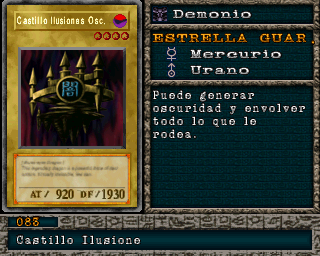 Castillo Ilusiones Osc.
AT/ 920 DF/1930
Demonio
ESTRELLA GUAR.
Mercurio
Urano
Puede generar
oscuridad y envolver
todo lo que le
rodea.
083
Castillo Ilusione